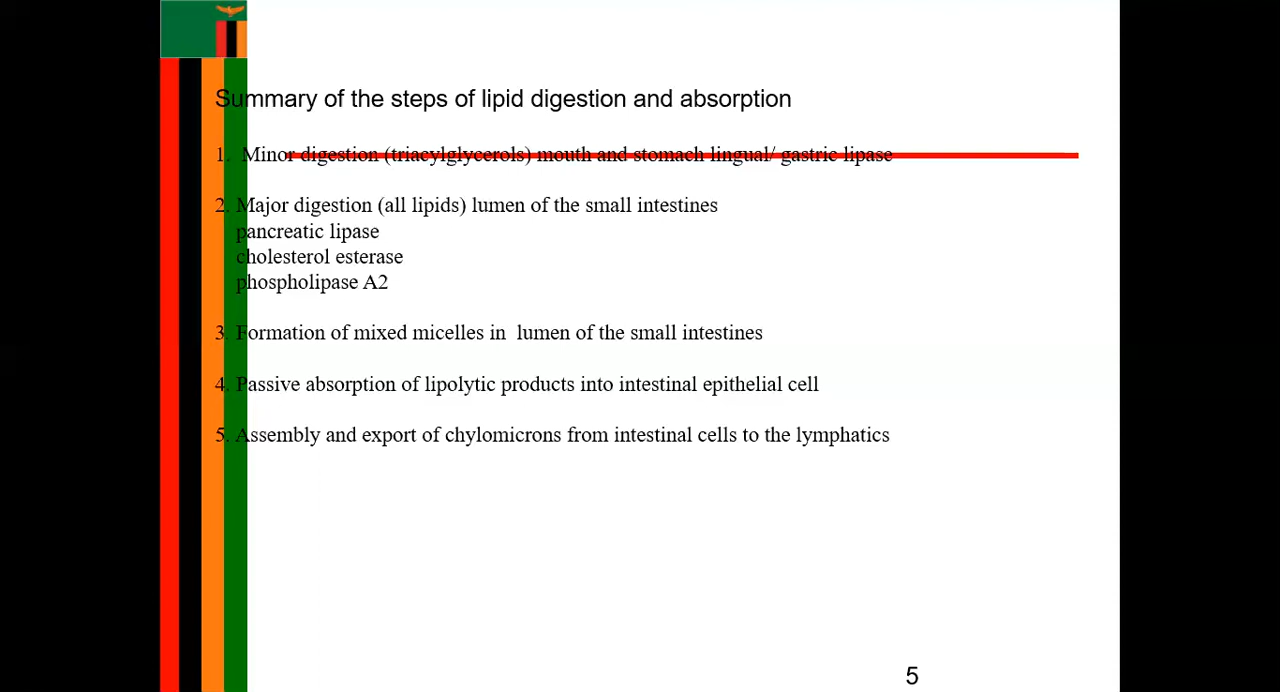 Summary of the steps of lipid digestion and absorption
1. Minor digestion (triacylglycerols) mouth and stomach lingual/ gastric lipase
2. Major digestion (all lipids) lumen of the small intestines
pancreatic lipase
cholesterol esterase
phospholipase A2
3. Formation of mixed micelles in lumen of the small intestines
4. Passive absorption of lipolytic products into intestinal epithelial cell
5. Assembly and export of chylomicrons from intestinal cells to the lymphatics
5